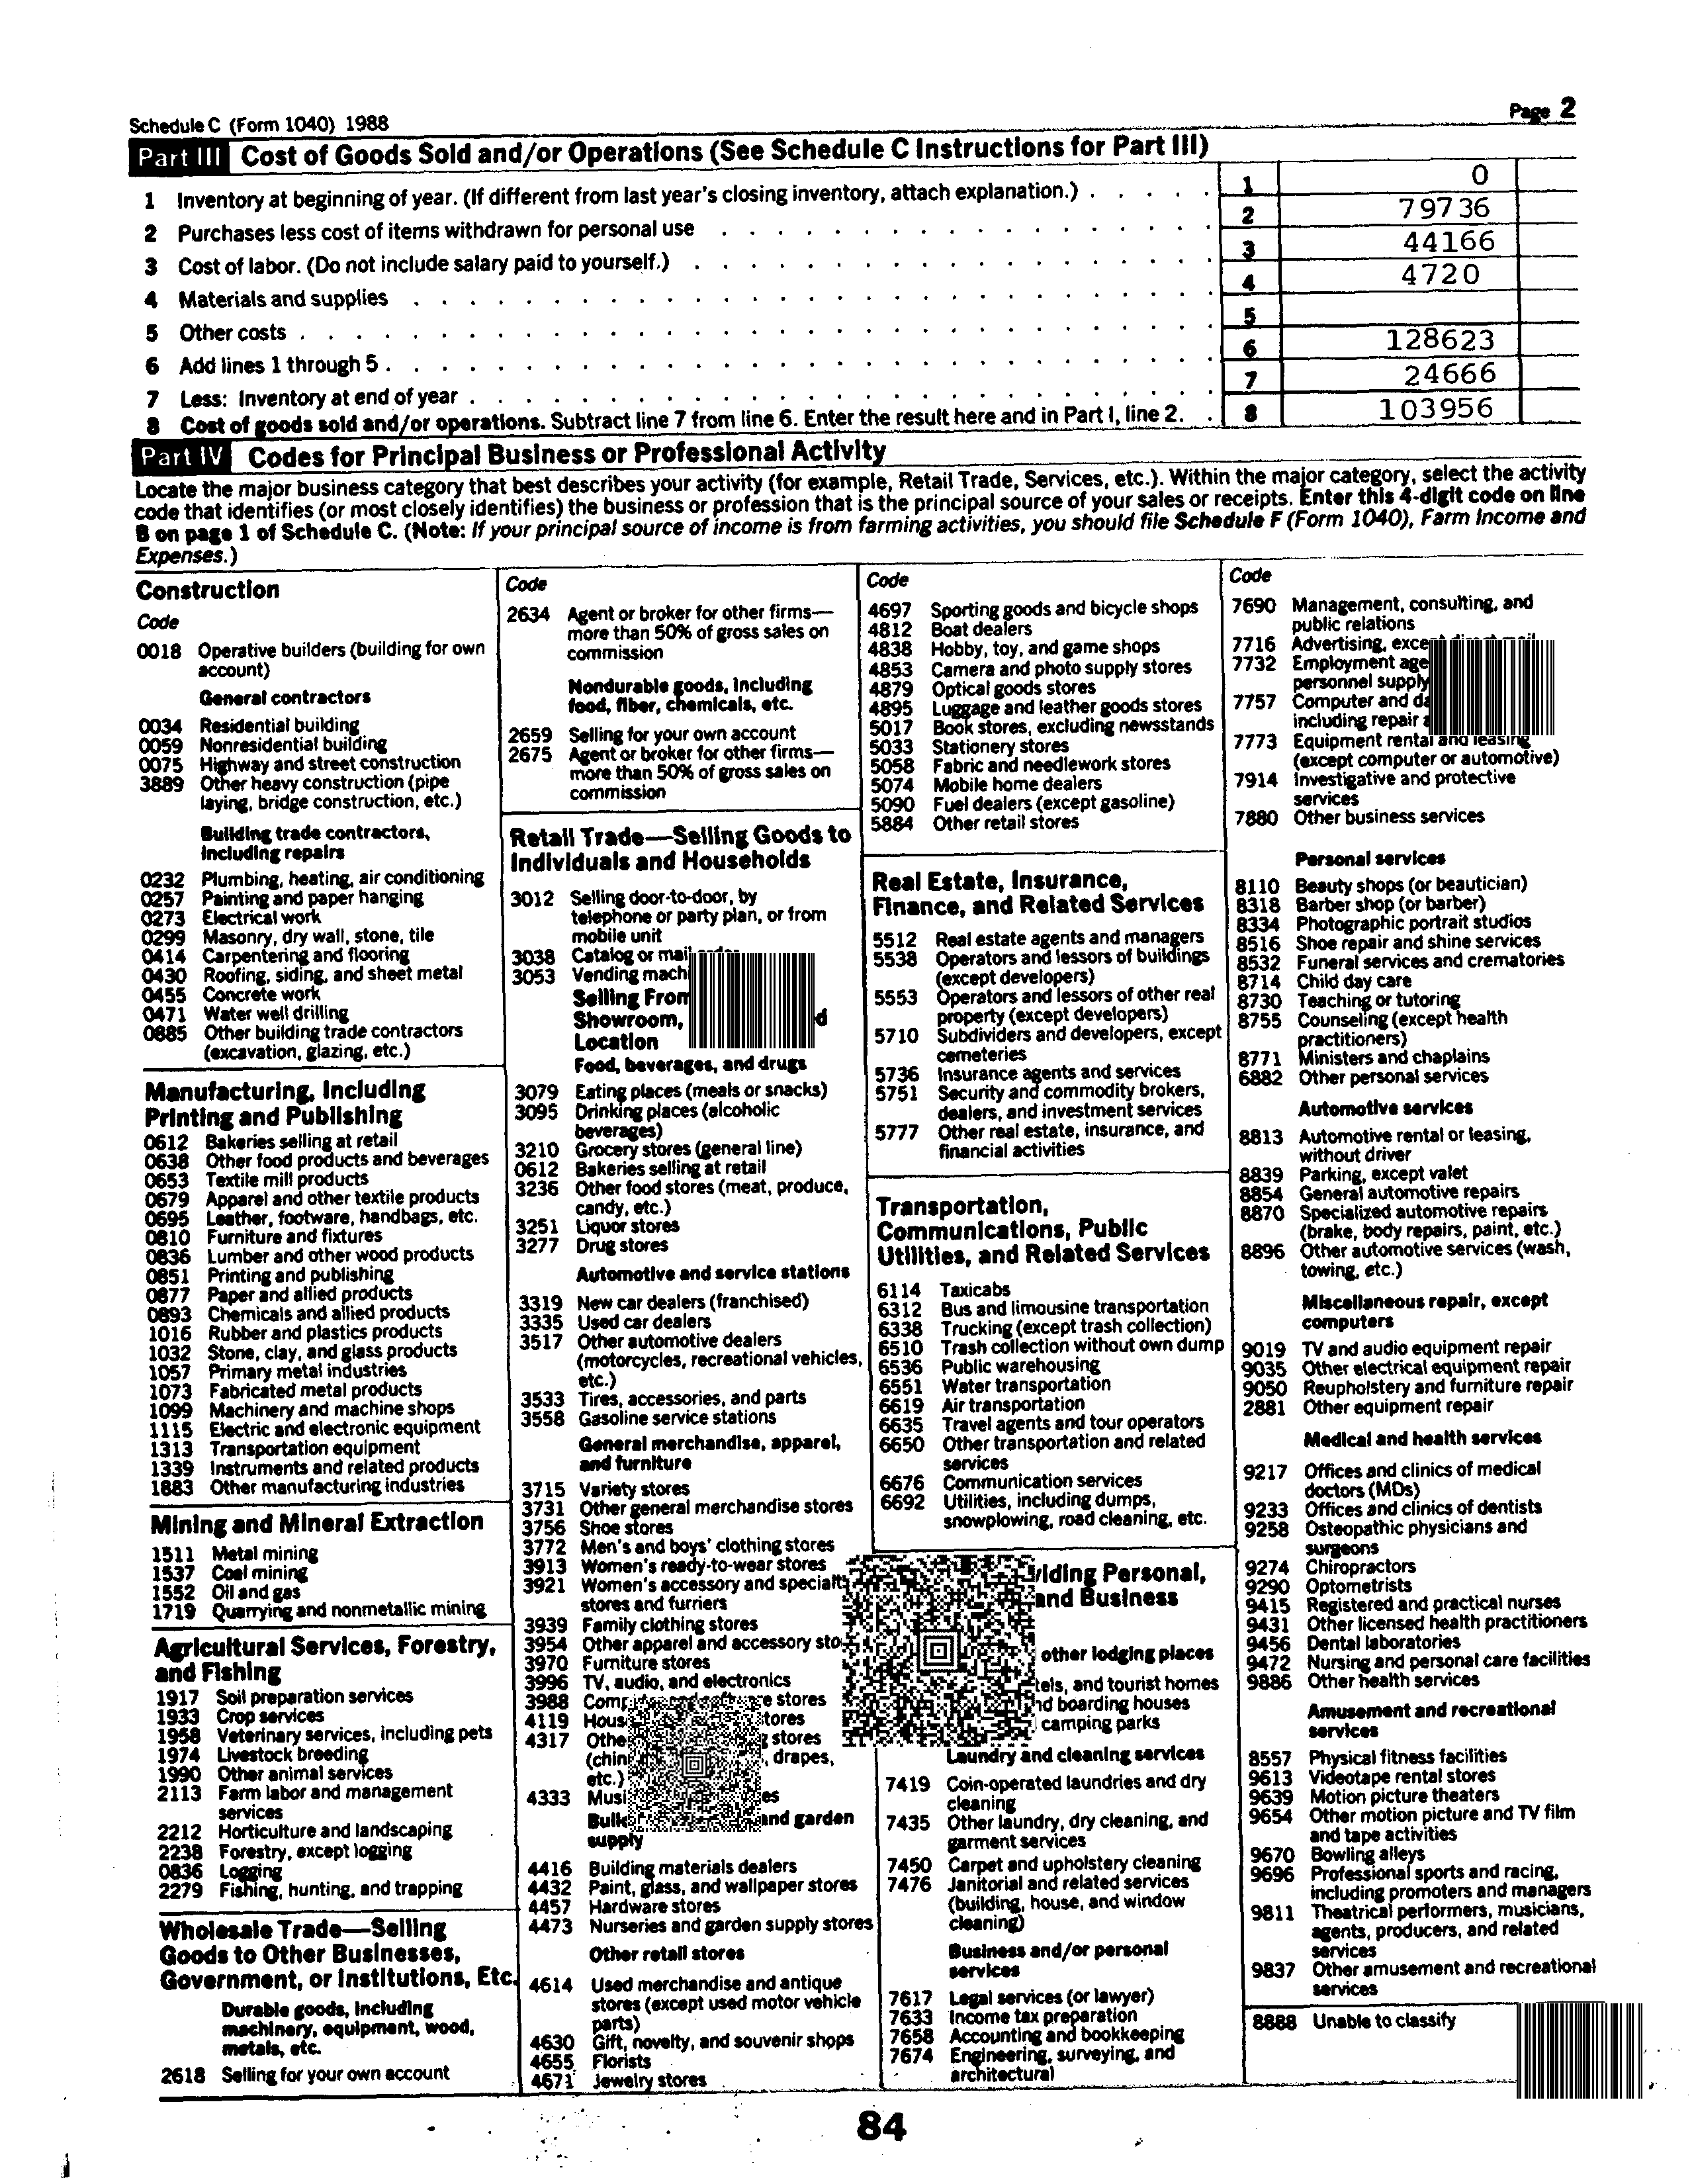 Schedule C (Form 1040) 1988
Page 2
Part III Cost of Goods Sold and/or Operations (See Schedule C Instructions for Part III)
1 Inventory at beginning of year. (If different from last year's closing inventory, attach explanation.) . . . . . 1 0
2 Purchases less cost of items withdrawn for personal use 2 79736
3 Cost of labor. (Do not include salary paid to yourself.) 3 44166
4 Materials and supplies 4 4720
5 Other costs 5
6 Add lines 1 through 5 6 128623
7 Less: Inventory at end of year 7 24666
8 Cost of goods sold and/or operations. Subtract line 7 from line 6. Enter the result here and in Part I, line 2. . 8 103956
Part IV Codes for Principal Business or Professional Activity
Locate the major business category that best describes your activity (for example, Retail Trade, Services, etc.). Within the major category, select the activity
code that identifies (or most closely identifies) the business or profession that is the principal source of your sales or receipts. Enter this 4-digit code on line
B on page 1 of Schedule C. (Note: If your principal source of income is from farming activities, you should file Schedule F (Form 1040), Farm Income and
Expenses.)
Construction
Code
0018 Operative builders (building for own
account)
General contractors
0034 Residential building
0059 Nonresidential building
0075 Highway and street construction
3889 Other heavy construction (pipe
laying, bridge construction, etc.)
Building trade contractors,
including repairs
0232 Plumbing, heating, air conditioning
0257 Painting and paper hanging
0273 Electrical work
0299 Masonry, dry wall, stone, tile
0414 Carpentering and flooring
0430 Roofing, siding, and sheet metal
0455 Concrete work
0471 Water well drilling
0885 Other building trade contractors
(excavation, glazing, etc.)
Manufacturing, Including
Printing and Publishing
0612 Bakeries selling at retail
0638 Other food products and beverages
0653 Textile mill products
0679 Apparel and other textile products
0695 Leather, footware, handbags, etc.
0810 Furniture and fixtures
0836 Lumber and other wood products
0851 Printing and publishing
0877 Paper and allied products
0893 Chemicals and allied products
1016 Rubber and plastics products
1032 Stone, clay, and glass products
1057 Primary metal industries
1073 Fabricated metal products
1099 Machinery and machine shops
1115 Electric and electronic equipment
1313 Transportation equipment
1339 Instruments and related products
1883 Other manufacturing industries
Mining and Mineral Extraction
1511 Metal mining
1537 Coal mining
1552 Oil and gas
1719 Quarrying and nonmetallic mining
Agricultural Services, Forestry,
and Fishing
1917 Soil preparation services
1933 Crop services
1958 Veterinary services, including pets
1974 Livestock breeding
1990 Other animal services
2113 Farm labor and management
services
2212 Horticulture and landscaping
2238 Forestry, except logging
0836 Logging
2279 Fishing, hunting, and trapping
Wholesale Trade—Selling
Goods to Other Businesses,
Government, or Institutions, Etc.
Durable goods, including
machinery, equipment, wood,
metals, etc.
2618 Selling for your own account
Code
2634 Agent or broker for other firms—
more than 50% of gross sales on
commission
Nondurable goods, including
food, fiber, chemicals, etc.
2659 Selling for your own account
2675 Agent or broker for other firms—
more than 50% of gross sales on
commission
Retail Trade—Selling Goods to
Individuals and Households
3012 Selling door-to-door, by
telephone or party plan, or from
mobile unit
3038 Catalog or mail
3053 Vending
Selling From
Showroom,
Location
Food, beverages, and drugs
3079 Eating places (meals or snacks)
3095 Drinking places (alcoholic
beverages)
3210 Grocery stores (general line)
0612 Bakeries selling at retail
3236 Other food stores (meat, produce,
candy, etc.)
3251 Liquor stores
3277 Drug stores
Automotive and service stations
3319 New car dealers (franchised)
3335 Used car dealers
3517 Other automotive dealers
(motorcycles, recreational vehicles,
etc.)
3533 Tires, accessories, and parts
3558 Gasoline service stations
General merchandise, apparel,
and furniture
3715 Variety stores
3731 Other general merchandise stores
3756 Shoe stores
3772 Men's and boys' clothing stores
3913 Women's ready-to-wear stores
3921 Women's accessory and specialty
stores and furriers
3939 Family clothing stores
3954 Other apparel and accessory
3970 Furniture stores
3996 TV, audio, and electronics
3988 stores
4119
4317 stores
drapes,
etc.)
4333
and garden
supply
4416 Building materials dealers
4432 Paint, glass, and wallpaper stores
4457 Hardware stores
4473 Nurseries and garden supply stores
Other retail stores
4614 Used merchandise and antique
stores (except used motor vehicle
parts)
4630 Gift, novelty, and souvenir shops
4655 Florists
4671 Jewelry stores
Code
4697 Sporting goods and bicycle shops
4812 Boat dealers
4838 Hobby, toy, and game shops
4853 Camera and photo supply stores
4879 Optical goods stores
4895 Luggage and leather goods stores
5017 Book stores, excluding newsstands
5033 Stationery stores
5058 Fabric and needlework stores
5074 Mobile home dealers
5090 Fuel dealers (except gasoline)
5884 Other retail stores
Real Estate, Insurance,
Finance, and Related Services
5512 Real estate agents and managers
5538 Operators and lessors of buildings
(except developers)
5553 Operators and lessors of other real
property (except developers)
5710 Subdividers and developers, except
cemeteries
5736 Insurance agents and services
5751 Security and commodity brokers,
dealers, and investment services
5777 Other real estate, insurance, and
financial activities
Transportation,
Communications, Public
Utilities, and Related Services
6114 Taxicabs
6312 Bus and limousine transportation
6338 Trucking (except trash collection)
6510 Trash collection without own dump
6536 Public warehousing
6551 Water transportation
6619 Air transportation
6635 Travel agents and tour operators
6650 Other transportation and related
services
6676 Communication services
6692 Utilities, including dumps,
snowplowing, road cleaning, etc.
Personal,
and Business
other lodging places
and tourist homes
boarding houses
camping parks
Laundry and cleaning services
7419 Coin-operated laundries and dry
cleaning
7435 Other laundry, dry cleaning, and
garment services
7450 Carpet and upholstery cleaning
7476 Janitorial and related services
(building, house, and window
cleaning)
Business and/or personal
services
7617 Legal services (or lawyer)
7633 Income tax preparation
7658 Accounting and bookkeeping
7674 Engineering, surveying, and
architectural
Code
7690 Management, consulting, and
public relations
7716 Advertising,
7732 Employment
personnel supply
7757 Computer and
including repair
7773 Equipment rental and leasing
(except computer or automotive)
7914 Investigative and protective
services
7880 Other business services
Personal services
8110 Beauty shops (or beautician)
8318 Barber shop (or barber)
8334 Photographic portrait studios
8516 Shoe repair and shine services
8532 Funeral services and crematories
8714 Child day care
8730 Teaching or tutoring
8755 Counseling (except health
practitioners)
8771 Ministers and chaplains
6882 Other personal services
Automotive services
8813 Automotive rental or leasing,
without driver
8839 Parking, except valet
8854 General automotive repairs
8870 Specialized automotive repairs
(brake, body repairs, paint, etc.)
8896 Other automotive services (wash,
towing, etc.)
Miscellaneous repair, except
computers
9019 TV and audio equipment repair
9035 Other electrical equipment repair
9050 Reupholstery and furniture repair
2881 Other equipment repair
Medical and health services
9217 Offices and clinics of medical
doctors (MDs)
9233 Offices and clinics of dentists
9258 Osteopathic physicians and
surgeons
9274 Chiropractors
9290 Optometrists
9415 Registered and practical nurses
9431 Other licensed health practitioners
9456 Dental laboratories
9472 Nursing and personal care facilities
9886 Other health services
Amusement and recreational
services
8557 Physical fitness facilities
9613 Videotape rental stores
9639 Motion picture theaters
9654 Other motion picture and TV film
and tape activities
9670 Bowling alleys
9696 Professional sports and racing,
including promoters and managers
9811 Theatrical performers, musicians,
agents, producers, and related
services
9837 Other amusement and recreational
services
8888 Unable to classify
84